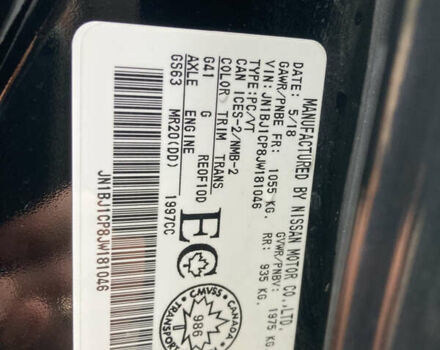 MANUFACTURED BY NISSAN MOTOR CO.,LTD.
DATE: 5/18 GVWR/PNBV: 1975 KG
GAWR/PNBE FR: 1055 KG. RR: 935 KG.
VIN: JN1BJ1CP8JW181046
TYPE:PC/VT
CAN ICES-2/NMB-2
COLOR TRIM TRANS
G41 G RE0F10D
AXLE ENGINE
GS63 MR20(DD) 1997CC
JN1BJ1CP8JW181046
EC
CANADA
CMVSS
986
TRANSPORT